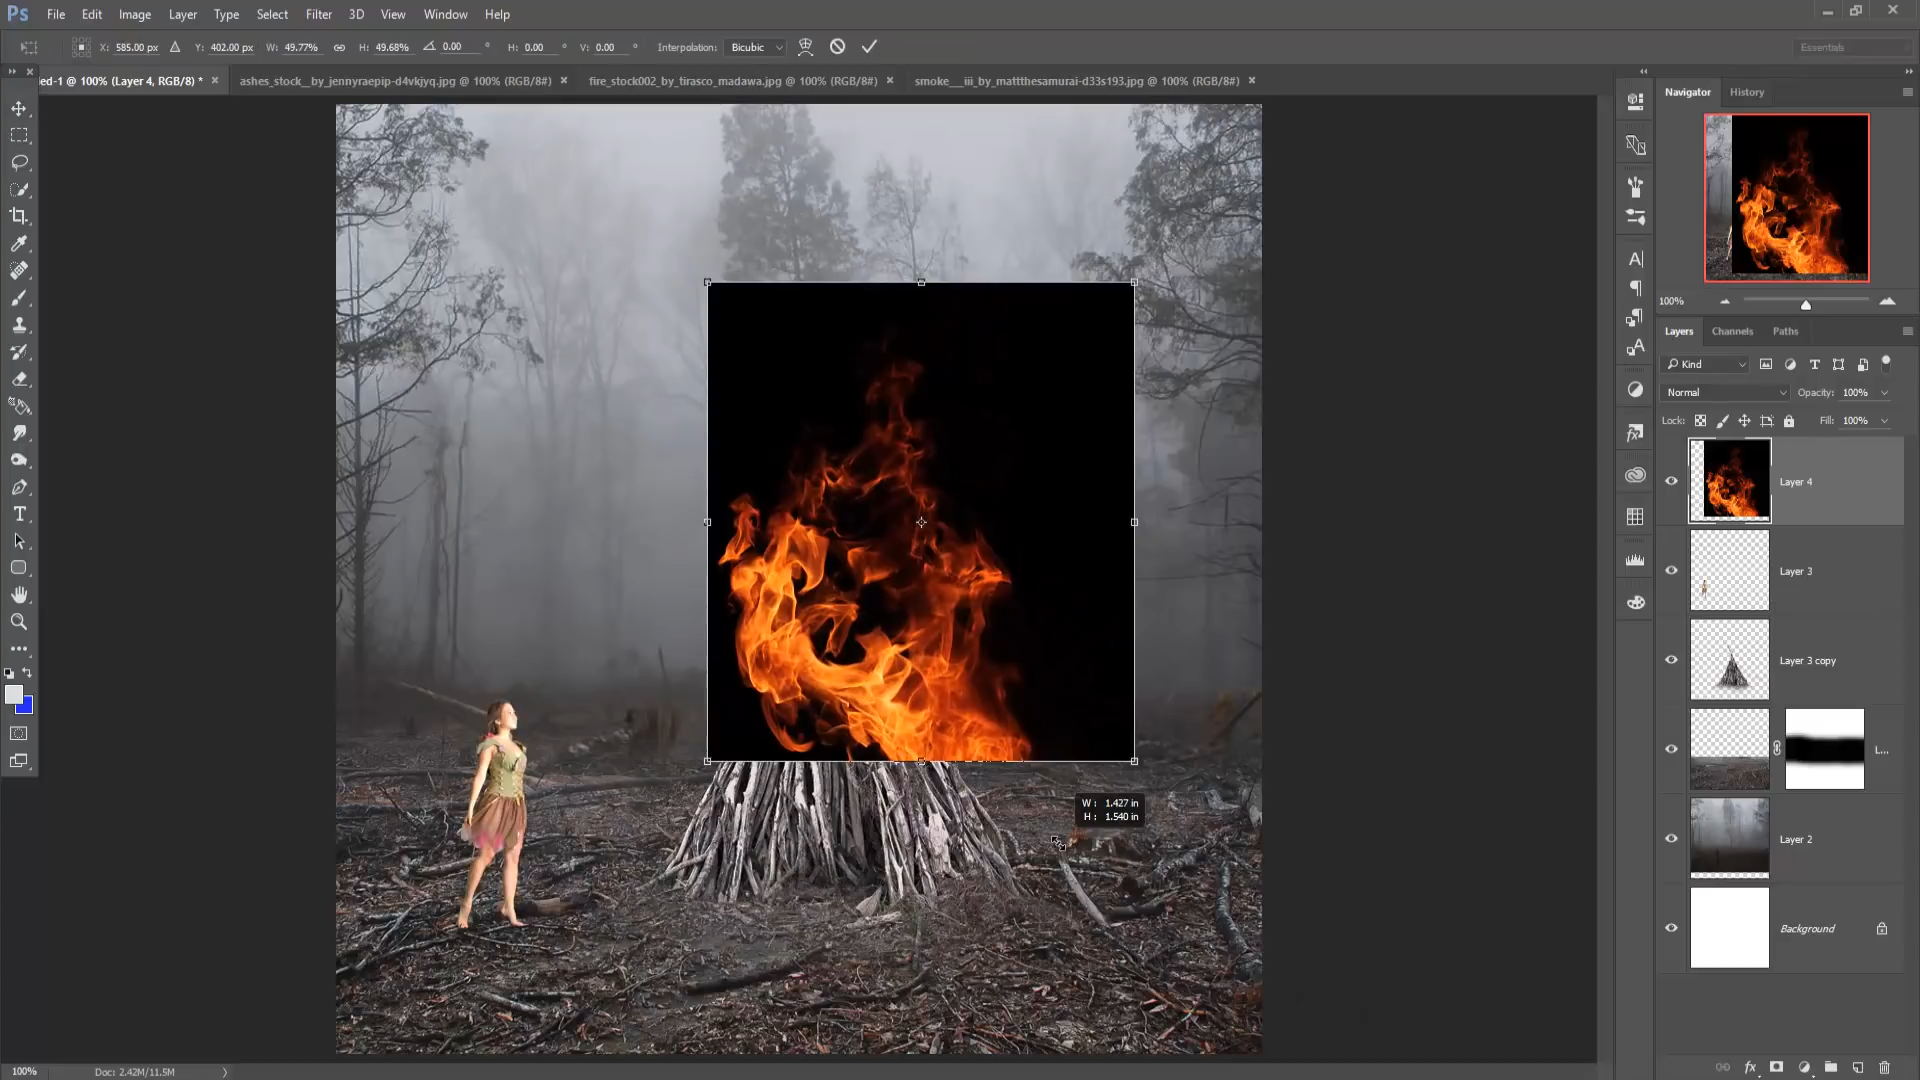 Ps File Edit Image Layer Type Select Filter 3D View Window Help
X: 585.00 px Y: 402.00 px W: 49.77% H: 49.68% 0.00 ° H: 0.00 ° V: 0.00 ° Interpolation: Bicubic Essentials
ed-1 @ 100% (Layer 4, RGB/8) * × ashes_stock__by_jennyraepip-d4vkjyq.jpg @ 100% (RGB/8#) × fire_stock002_by_tirasco_madawa.jpg @ 100% (RGB/8#) × smoke___iii_by_mattthesamurai-d33s193.jpg @ 100% (RGB/8#) ×
Navigator History
100%
Layers Channels Paths
Kind
Normal Opacity: 100%
Lock: Fill: 100%
Layer 4
Layer 3
Layer 3 copy
L...
Layer 2
Background
W : 1.427 in
H : 1.540 in
100% Doc: 2.42M/11.5M